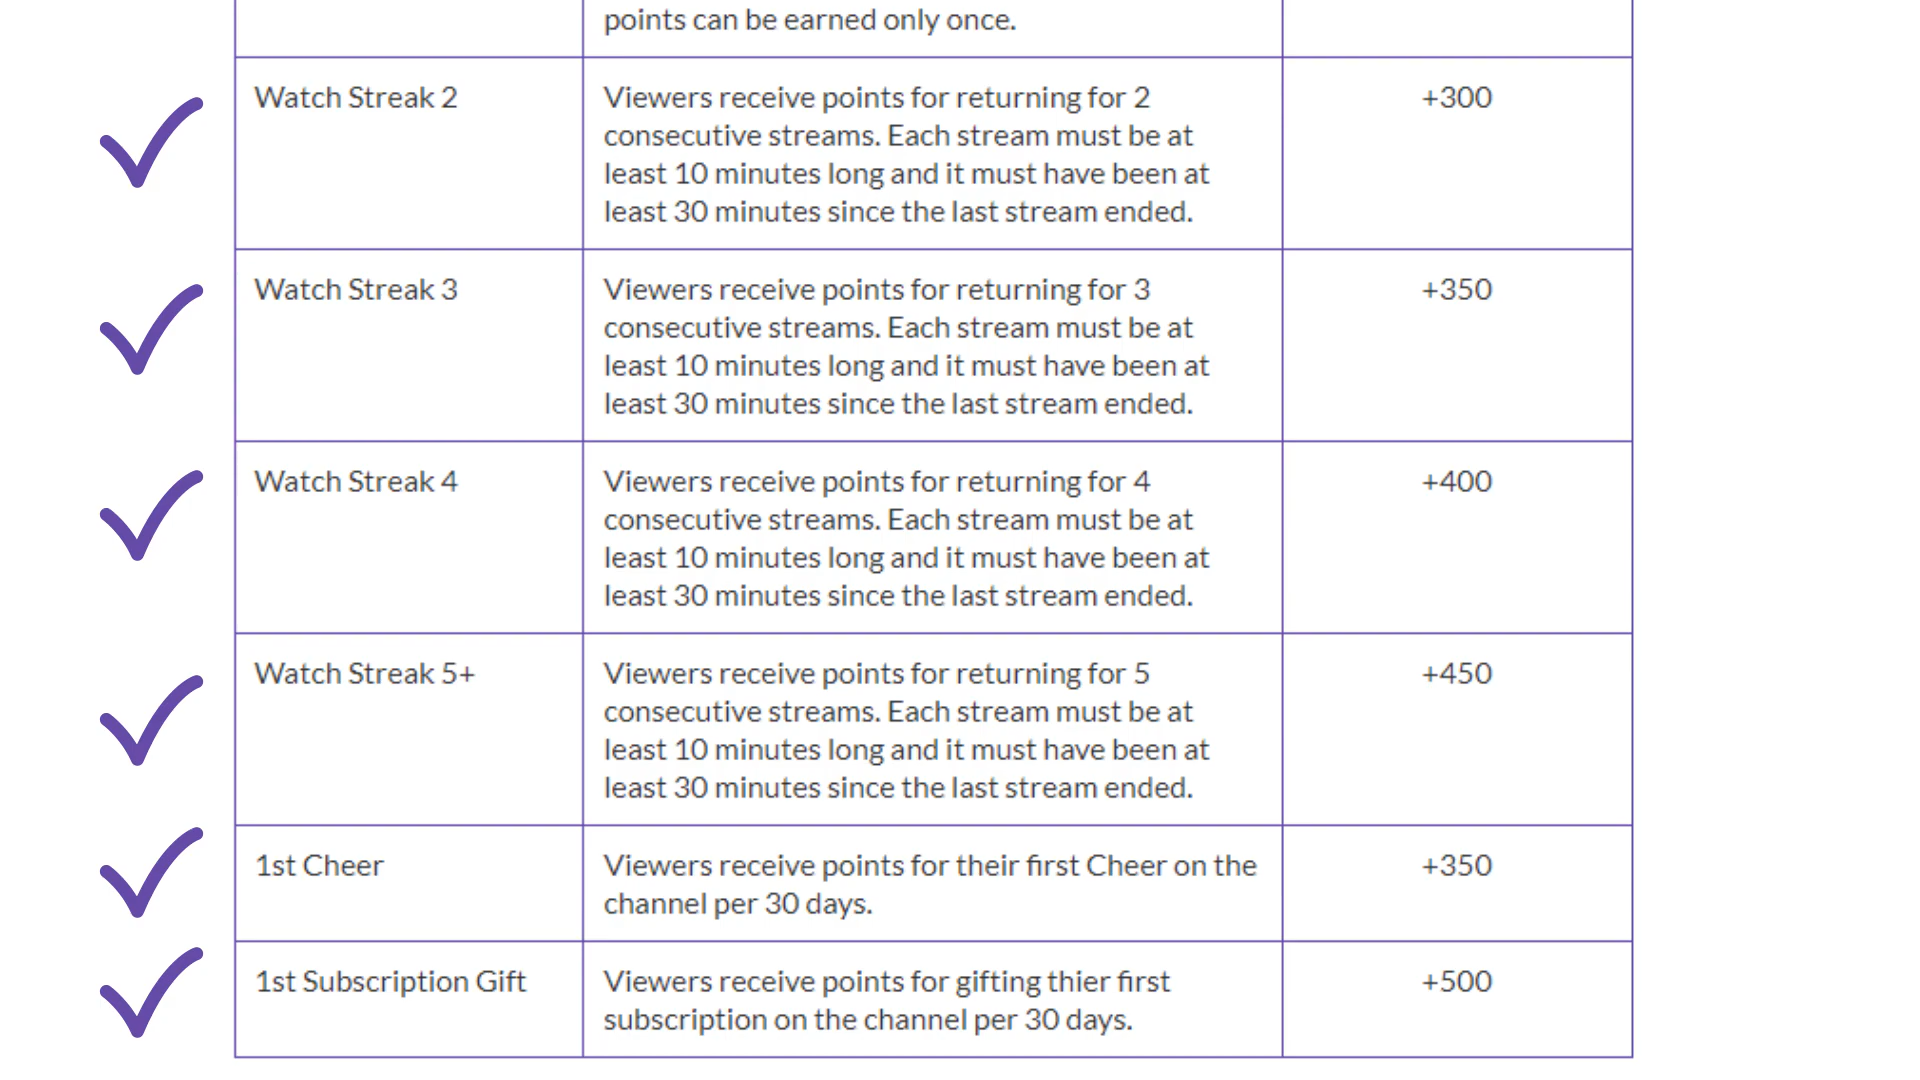 points can be earned only once.
Watch Streak 2
Viewers receive points for returning for 2
consecutive streams. Each stream must be at
least 10 minutes long and it must have been at
least 30 minutes since the last stream ended.
+300
Watch Streak 3
Viewers receive points for returning for 3
consecutive streams. Each stream must be at
least 10 minutes long and it must have been at
least 30 minutes since the last stream ended.
+350
Watch Streak 4
Viewers receive points for returning for 4
consecutive streams. Each stream must be at
least 10 minutes long and it must have been at
least 30 minutes since the last stream ended.
+400
Watch Streak 5+
Viewers receive points for returning for 5
consecutive streams. Each stream must be at
least 10 minutes long and it must have been at
least 30 minutes since the last stream ended.
+450
1st Cheer
Viewers receive points for their first Cheer on the
channel per 30 days.
+350
1st Subscription Gift
Viewers receive points for gifting thier first
subscription on the channel per 30 days.
+500